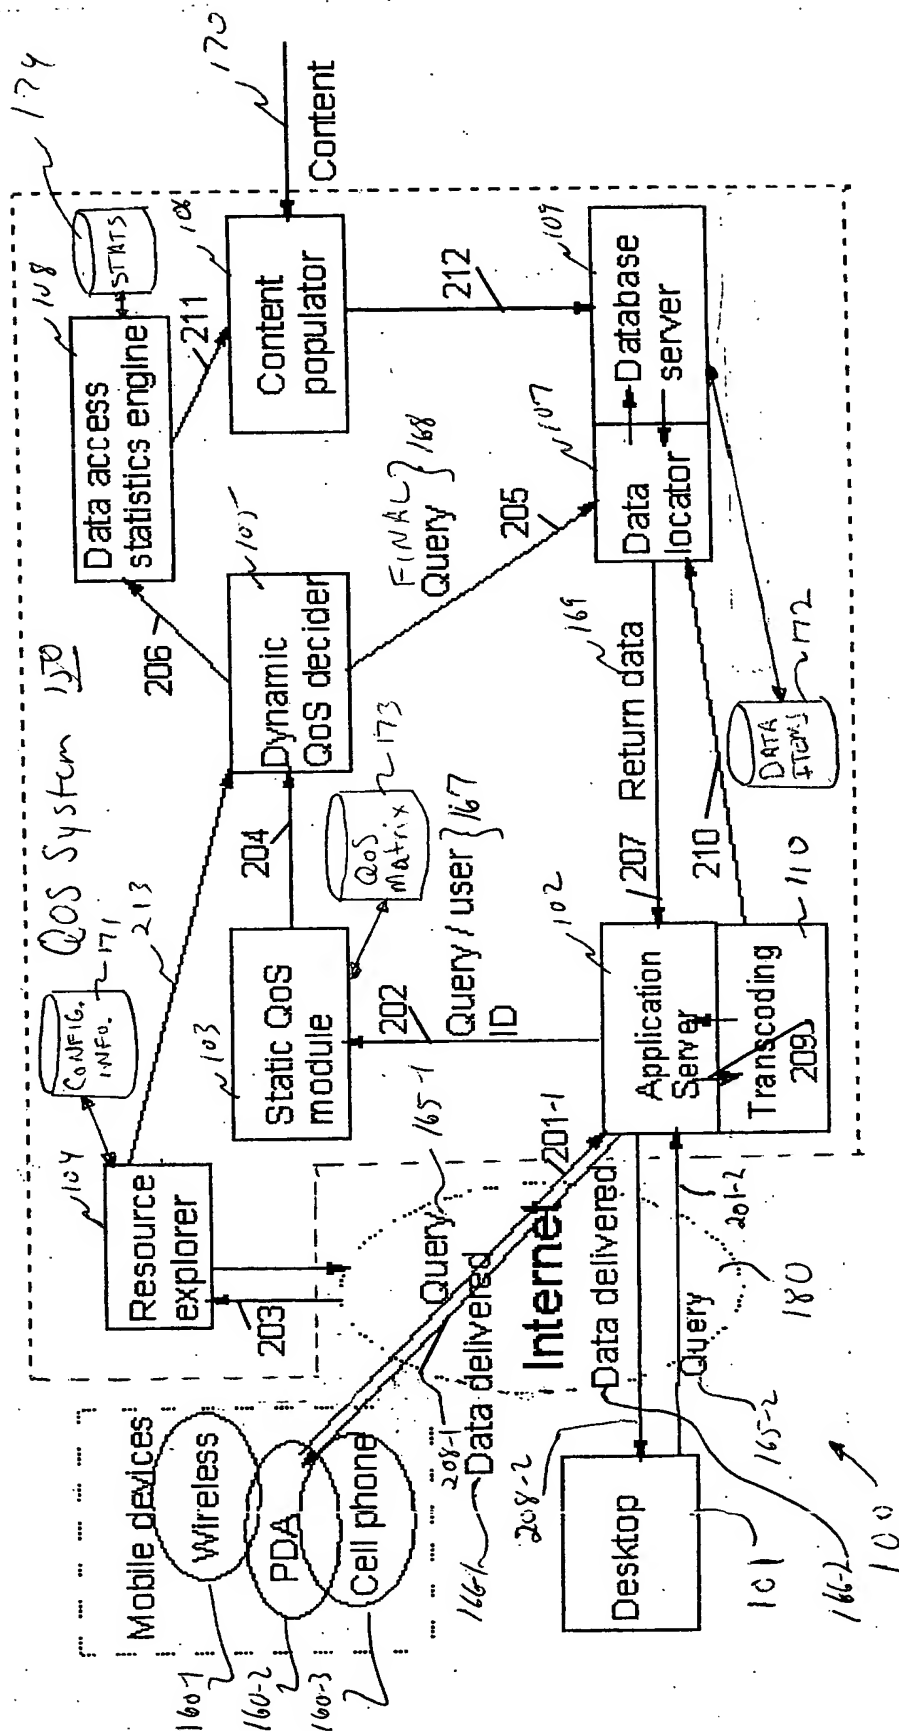 QOS System 150
174
STATS
108
Data access
statistics engine
211
106
Content
populator
170
Content
206
105
Dynamic
QoS decider
212
CONFIG.
INFO.
171
213
104
Resource
explorer
203
103
Static QoS
module
204
QoS
Matrix
173
202
Query / user
ID
167
FINAL
Query
168
205
109
Database
server
107
Data
locator
Return data
169
207
210
DATA
ITEMS
172
102
Application
Server
110
Transcoding
209
201-1
165-1
Query
Internet
Data delivered
208-1
166-1
Data delivered
166-2
201-2
Query
165-2
180
208-2
Mobile devices
Wireless
PDA
Cell phone
160-1
160-2
160-3
Desktop
101
100